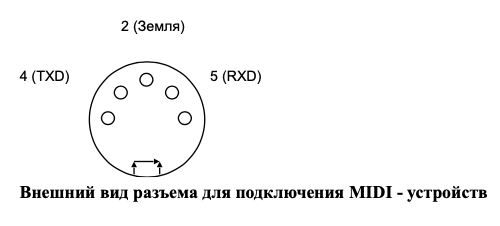 2 (Земля)
4 (TXD) 5 (RXD)
Внешний вид разъема для подключения MIDI - устройств